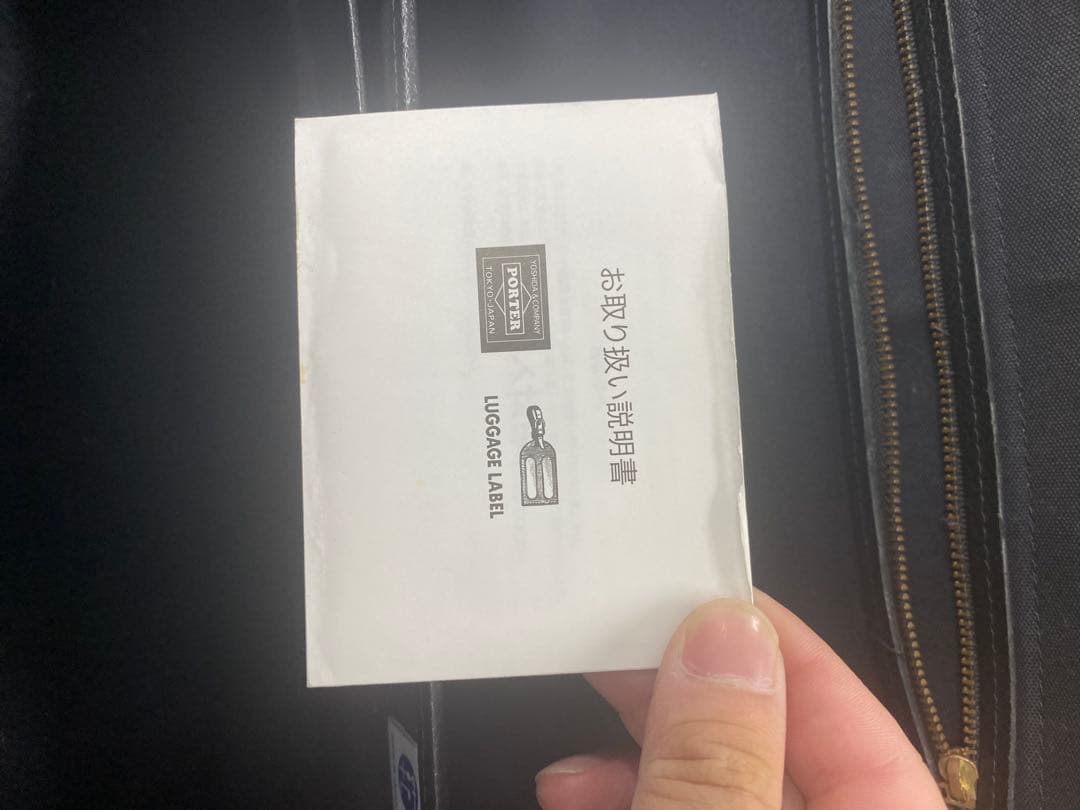 お取り扱い説明書
YOSHIDA & COMPANY
PORTER
TOKYO-JAPAN
LUGGAGE LABEL